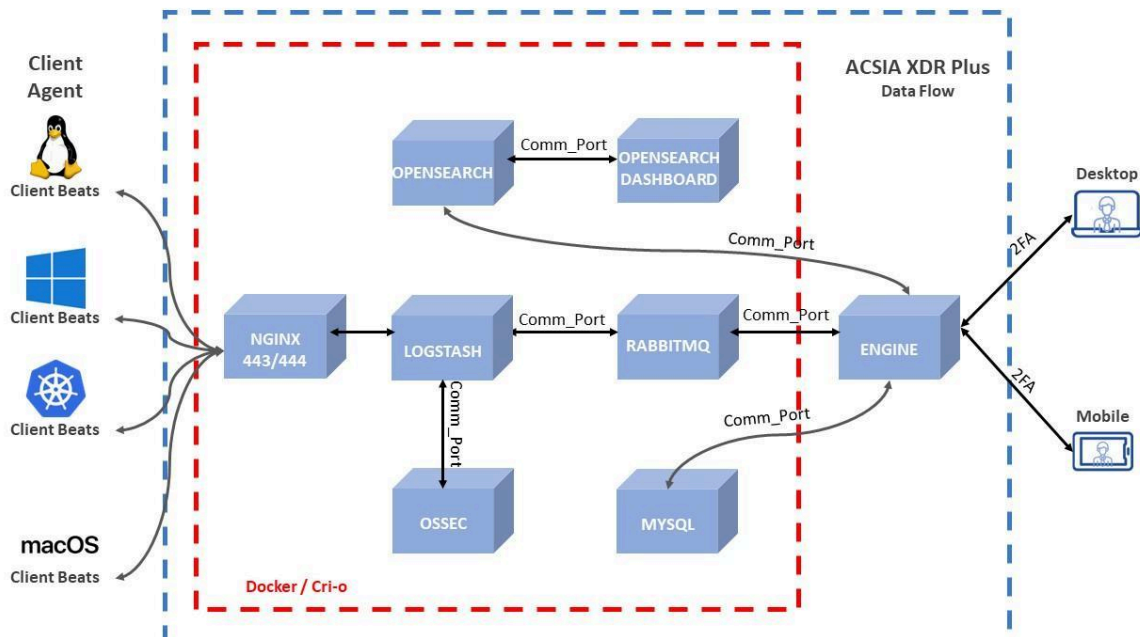 Client
Agent
Client Beats
Client Beats
Client Beats
macOS
Client Beats
ACSIA XDR Plus
Data Flow
OPENSEARCH
Comm_Port
OPENSEARCH
DASHBOARD
Comm_Port
NGINX
443/444
LOGSTASH
Comm_Port
RABBITMQ
Comm_Port
ENGINE
Comm_Port
Comm_Port
OSSEC
MYSQL
Docker / Cri-o
Desktop
2FA
2FA
Mobile